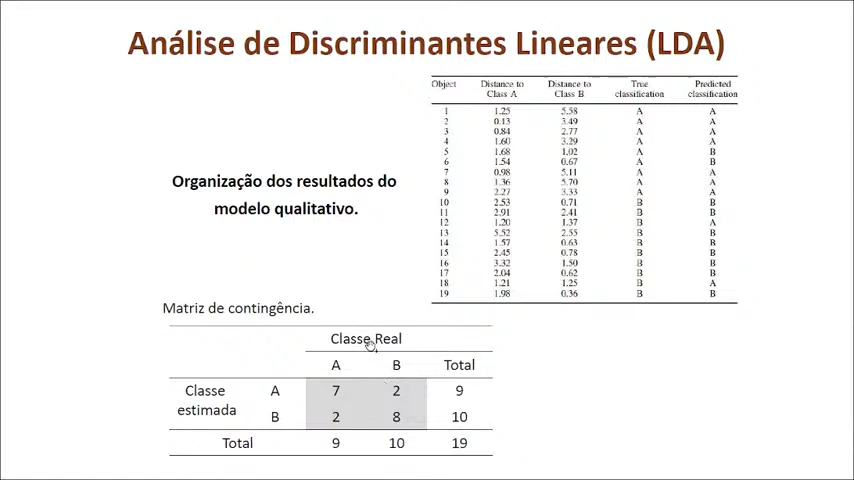 Análise de Discriminantes Lineares (LDA)
Object Distance to Class A Distance to Class B True classification Predicted classification
1 1.25 5.58 A A
2 0.13 3.49 A A
3 0.84 2.77 A A
4 1.60 3.29 A A
5 1.68 1.02 A B
6 1.54 0.67 A B
7 0.98 5.11 A A
8 1.36 5.70 A A
9 2.27 3.33 A A
10 2.53 0.71 B B
11 2.91 2.41 B B
12 1.20 1.37 B A
13 5.52 2.55 B B
14 1.57 0.63 B B
15 2.45 0.78 B B
16 3.32 1.50 B B
17 2.04 0.62 B B
18 1.21 1.25 B A
19 1.98 0.36 B B
Organização dos resultados do
modelo qualitativo.
Matriz de contingência.
Classe Real
A B Total
Classe estimada A 7 2 9
B 2 8 10
Total 9 10 19